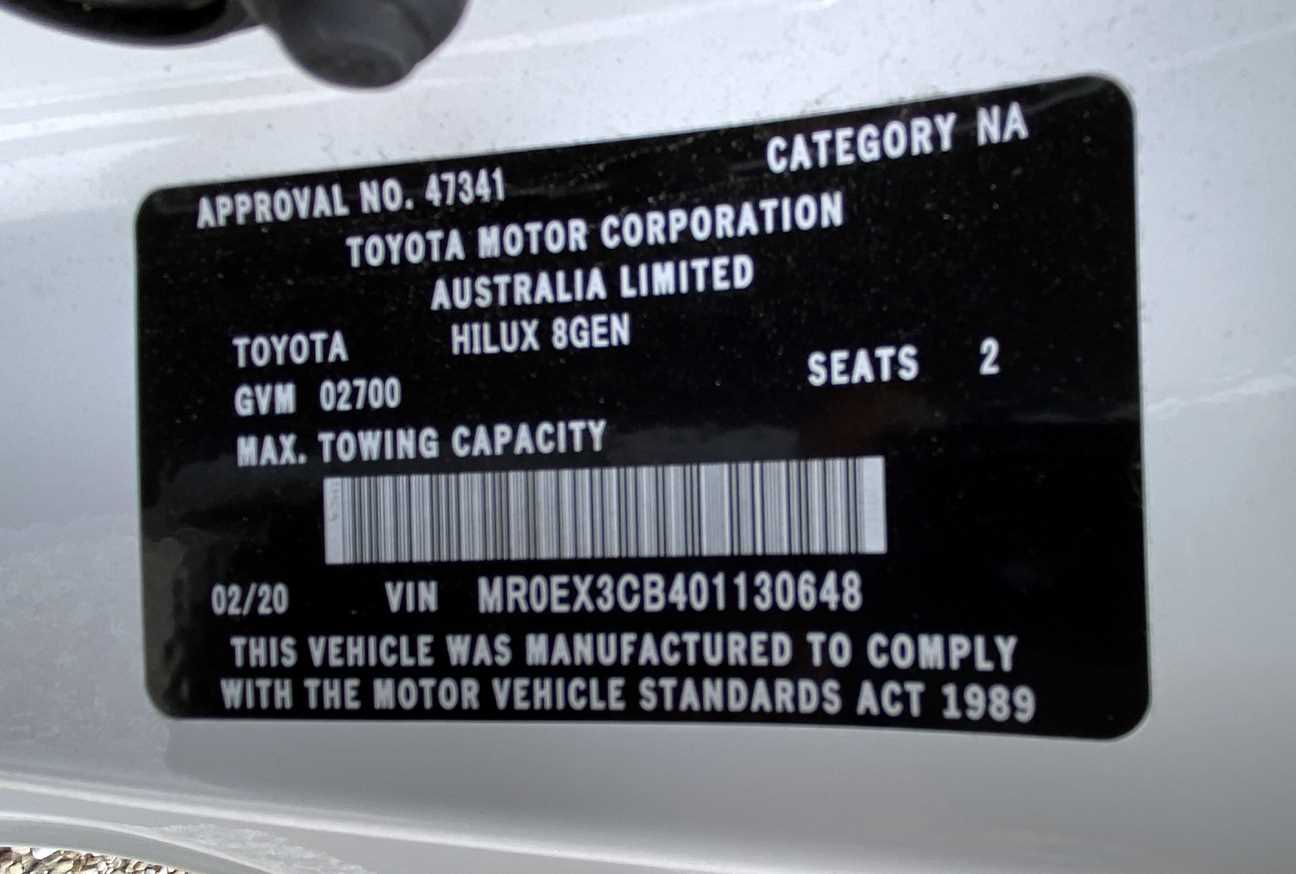 APPROVAL NO. 47341 CATEGORY NA
TOYOTA MOTOR CORPORATION
AUSTRALIA LIMITED
TOYOTA HILUX 8GEN
GVM 02700 SEATS 2
MAX. TOWING CAPACITY
02/20 VIN MR0EX3CB401130648
THIS VEHICLE WAS MANUFACTURED TO COMPLY
WITH THE MOTOR VEHICLE STANDARDS ACT 1989